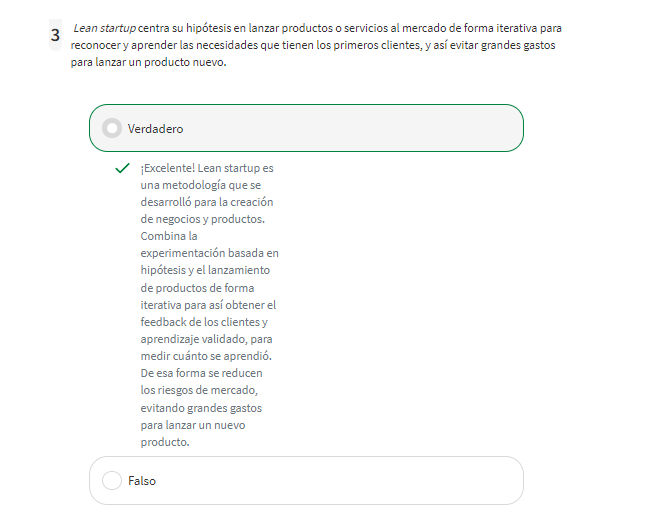 3
Lean startup centra su hipótesis en lanzar productos o servicios al mercado de forma iterativa para
reconocer y aprender las necesidades que tienen los primeros clientes, y así evitar grandes gastos
para lanzar un producto nuevo.
Verdadero
¡Excelente! Lean startup es
una metodología que se
desarrolló para la creación
de negocios y productos.
Combina la
experimentación basada en
hipótesis y el lanzamiento
de productos de forma
iterativa para así obtener el
feedback de los clientes y
aprendizaje validado, para
medir cuánto se aprendió.
De esa forma se reducen
los riesgos de mercado,
evitando grandes gastos
para lanzar un nuevo
producto.
Falso